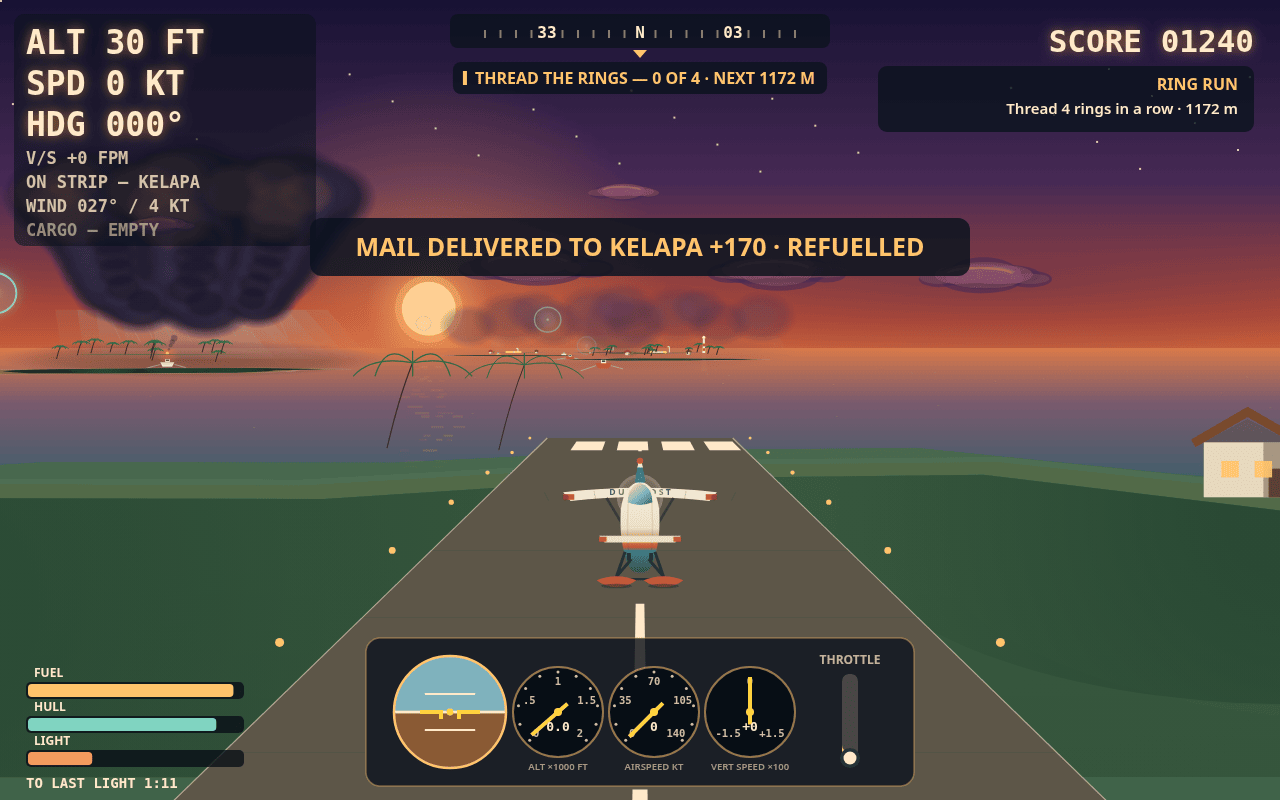 ALT 30 FT
SPD 0 KT
HDG 000°
V/S +0 FPM
ON STRIP — KELAPA
WIND 027° / 4 KT
CARGO — EMPTY
33 N 03
THREAD THE RINGS — 0 OF 4 · NEXT 1172 M
SCORE 01240
RING RUN
Thread 4 rings in a row · 1172 m
MAIL DELIVERED TO KELAPA +170 · REFUELLED
FUEL
HULL
LIGHT
TO LAST LIGHT 1:11
.5 1 1.5 2
0.0
ALT ×1000 FT
35 70 105 140
0
AIRSPEED KT
-1.5 +1.5
+0
VERT SPEED ×100
THROTTLE